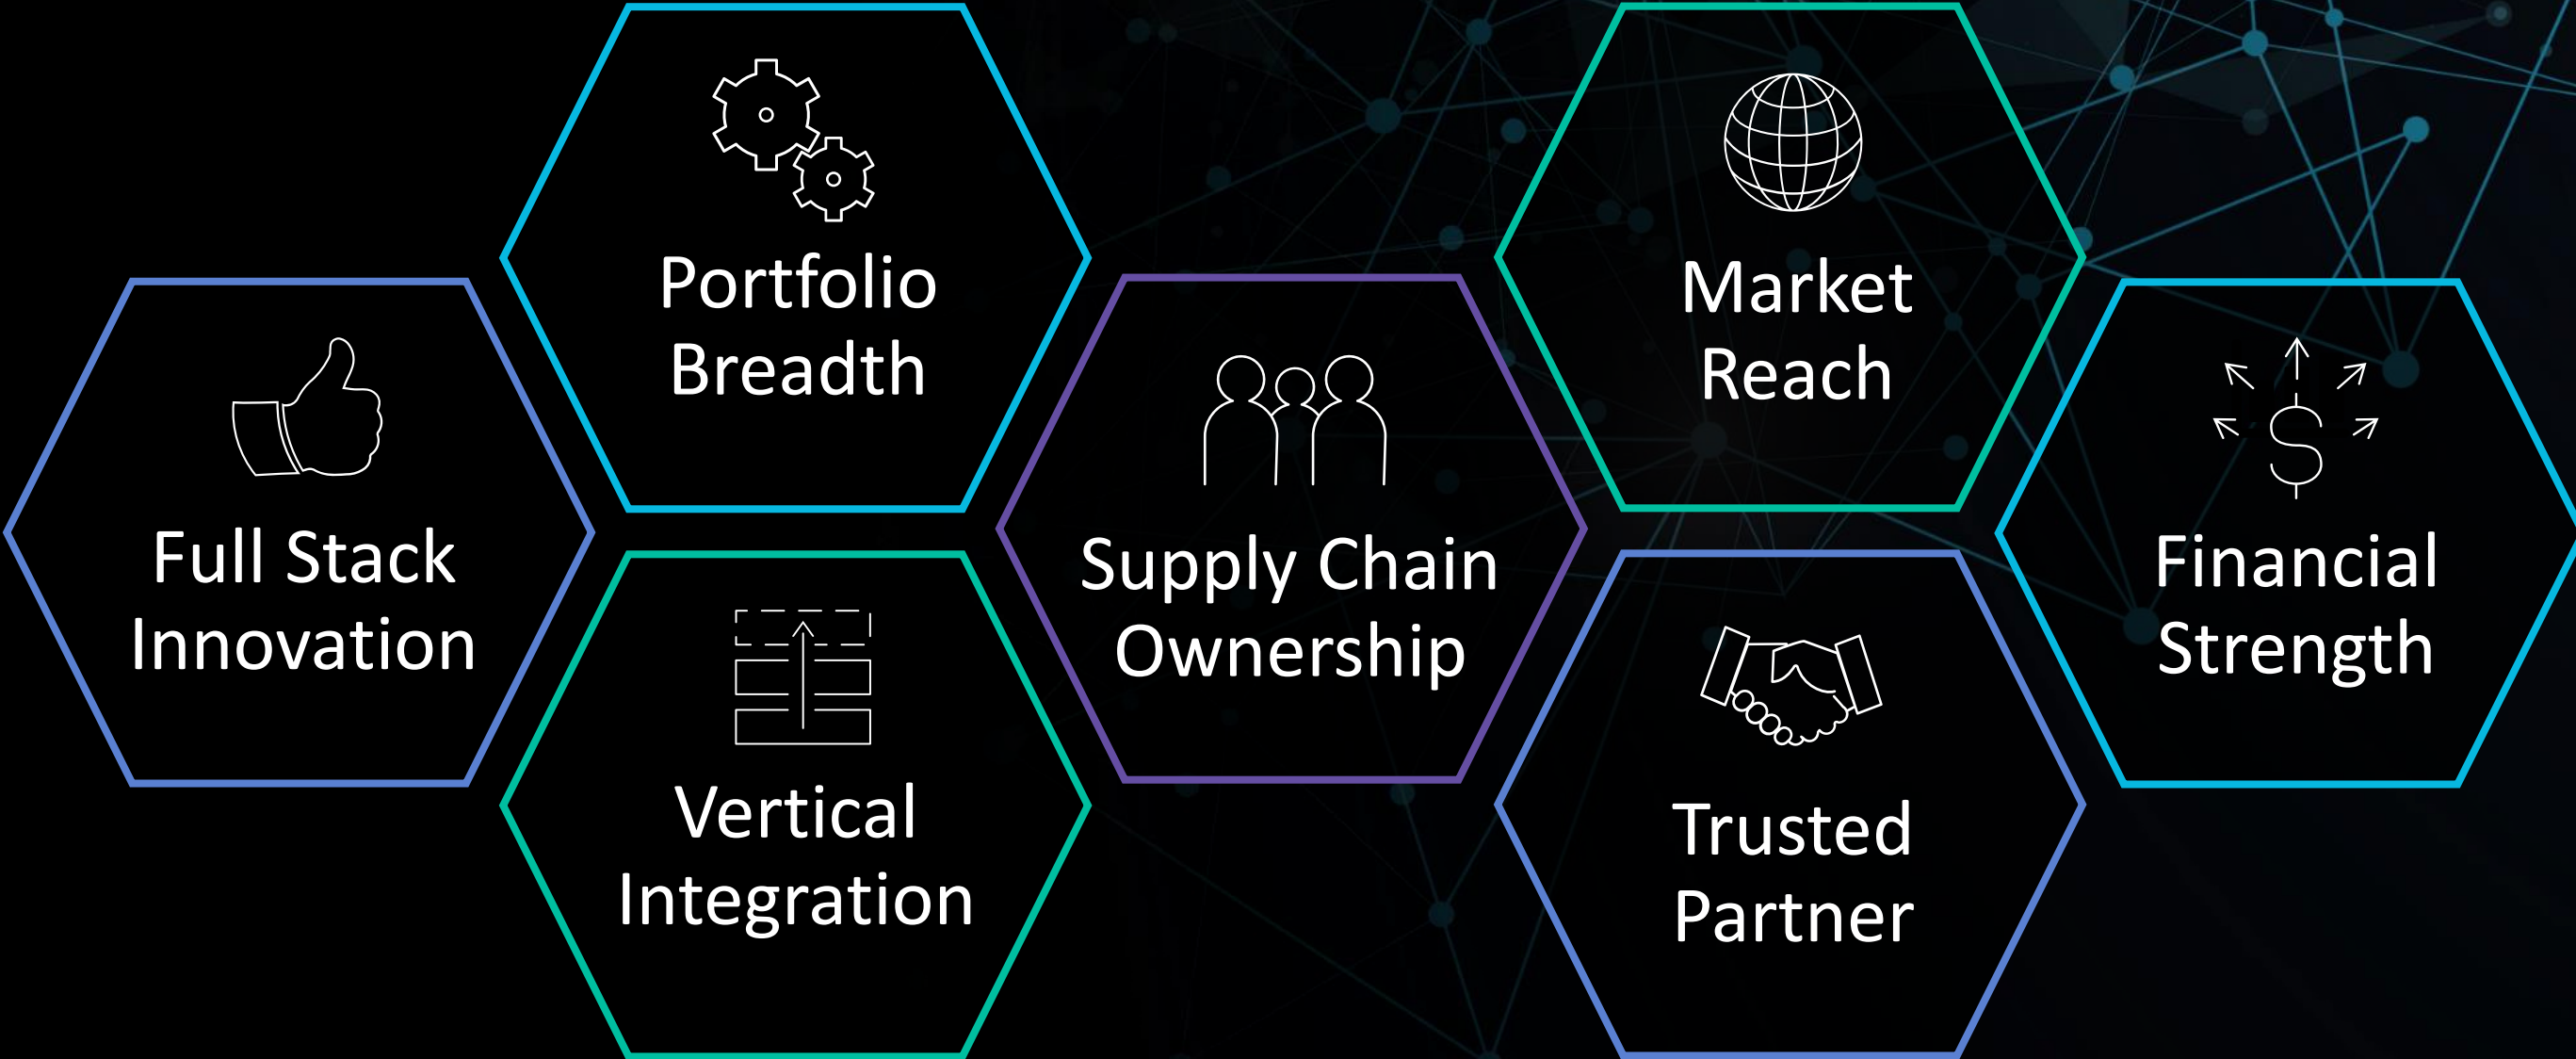 Full Stack
Innovation
Portfolio
Breadth
Vertical
Integration
Supply Chain
Ownership
Market
Reach
Trusted
Partner
Financial
Strength